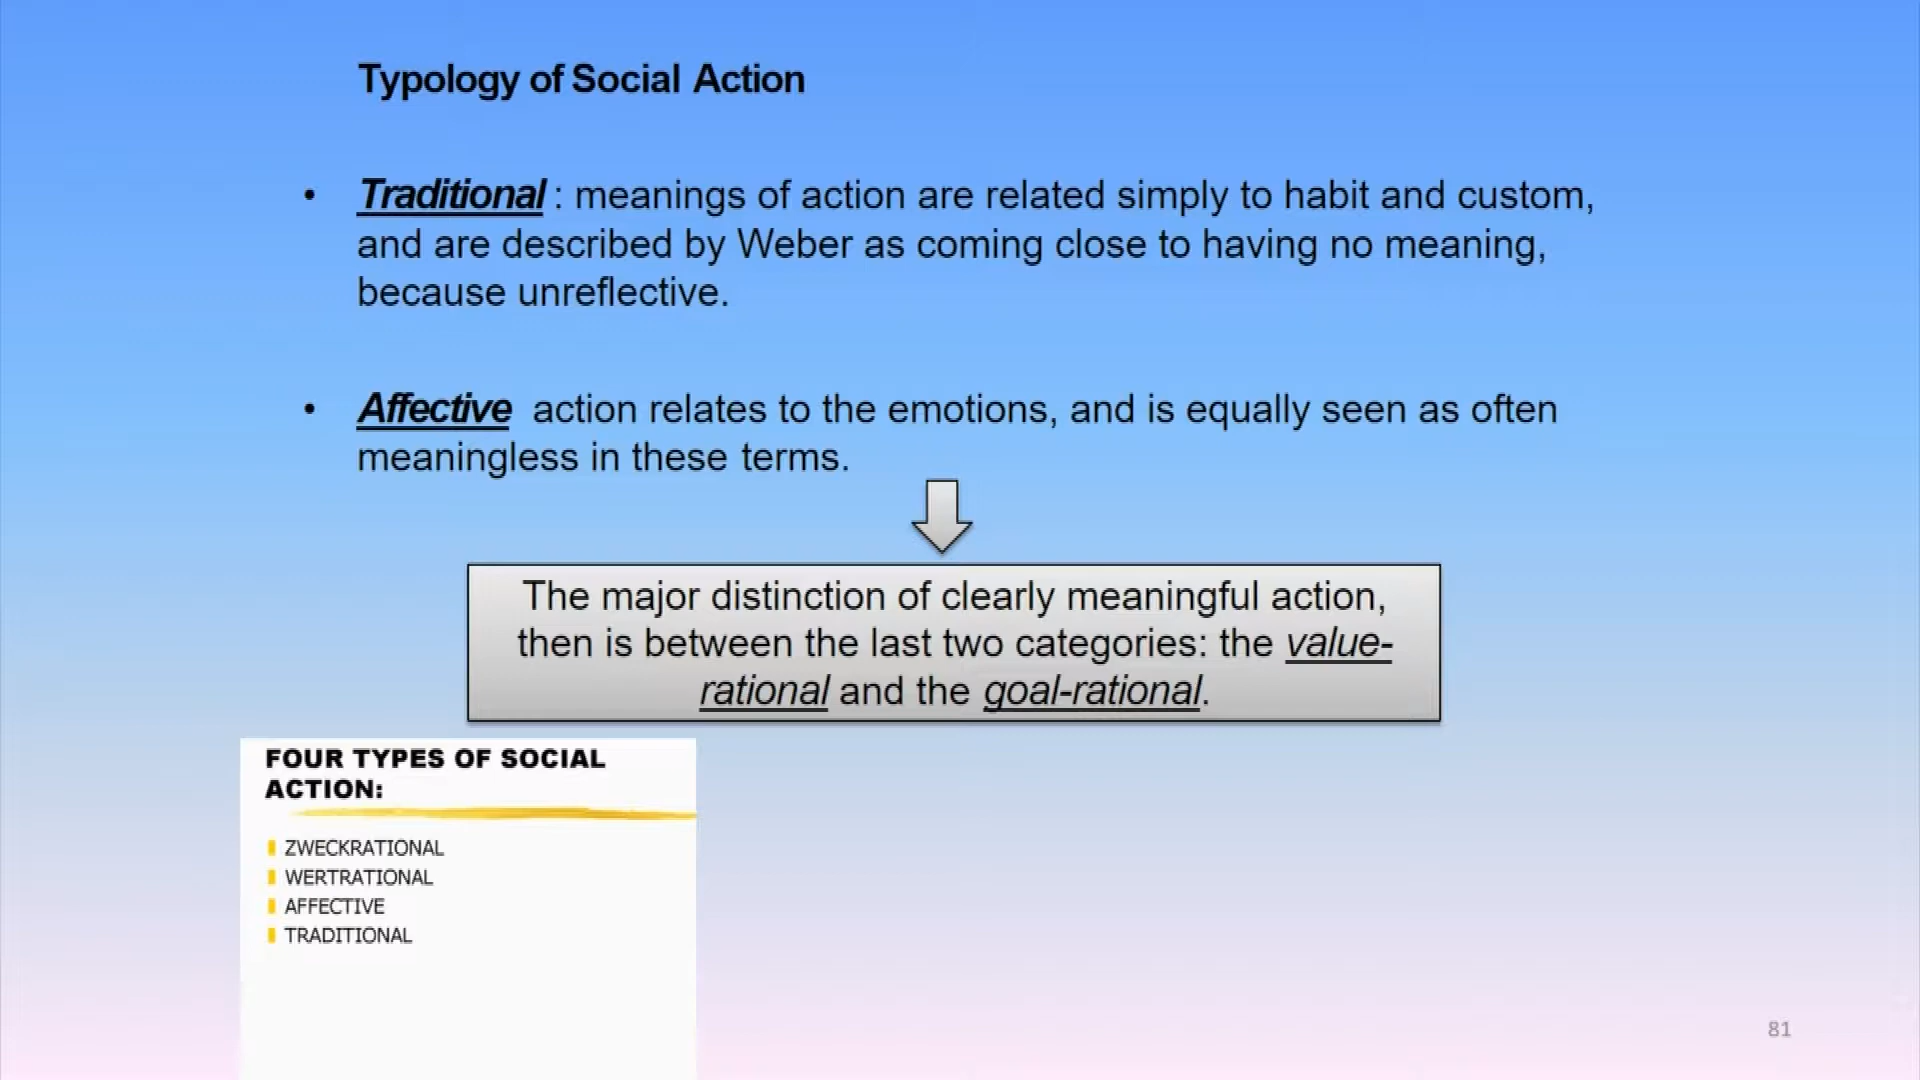 Typology of Social Action
• Traditional : meanings of action are related simply to habit and custom,
and are described by Weber as coming close to having no meaning,
because unreflective.
• Affective action relates to the emotions, and is equally seen as often
meaningless in these terms.
The major distinction of clearly meaningful action,
then is between the last two categories: the value-
rational and the goal-rational.
FOUR TYPES OF SOCIAL
ACTION:
ZWECKRATIONAL
WERTRATIONAL
AFFECTIVE
TRADITIONAL
81